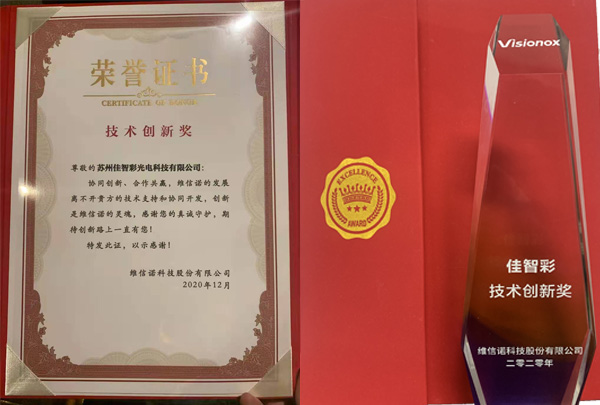 荣誉证书
CERTIFICATE OF HONOR
技术创新奖
尊敬的苏州佳智彩光电科技有限公司：
协同创新、合作共赢，维信诺的发展
离不开贵方的技术支持和协同开发，创新
是维信诺的灵魂，感谢您的真诚守护，期
待创新路上一直有您！
特发此证，以示感谢！
维信诺科技股份有限公司
2020年12月
EXCELLENCE
AWARD
Visionox
佳智彩
技术创新奖
维信诺科技股份有限公司
二零二零年